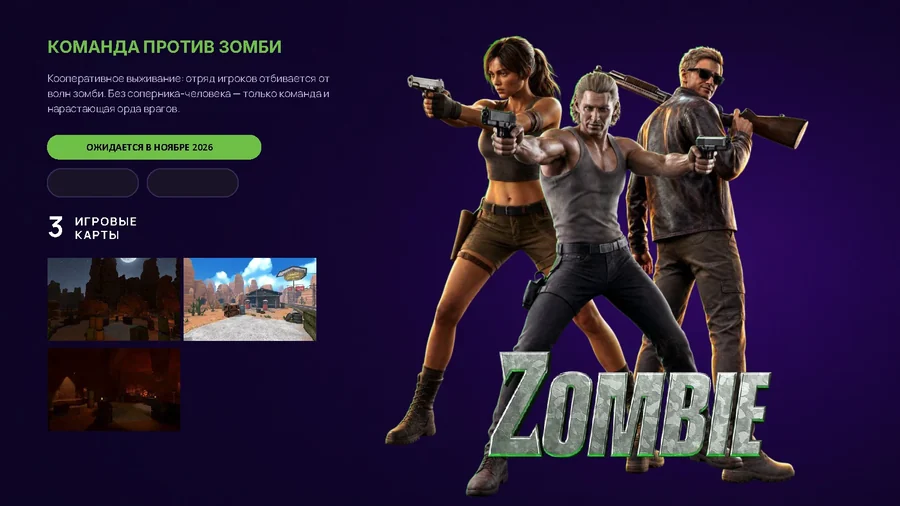 КОМАНДА ПРОТИВ ЗОМБИ
Кооперативное выживание: отряд игроков отбивается от
волн зомби. Без соперника-человека — только команда и
нарастающая орда врагов.
ОЖИДАЕТСЯ В НОЯБРЕ 2026
3 ИГРОВЫЕ
КАРТЫ
ZOMBIE